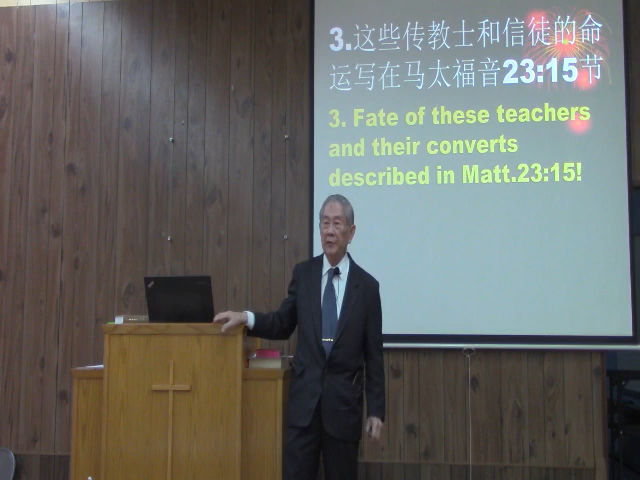 3.这些传教士和信徒的命
运写在马太福音23:15节
3. Fate of these teachers
and their converts
described in Matt.23:15!